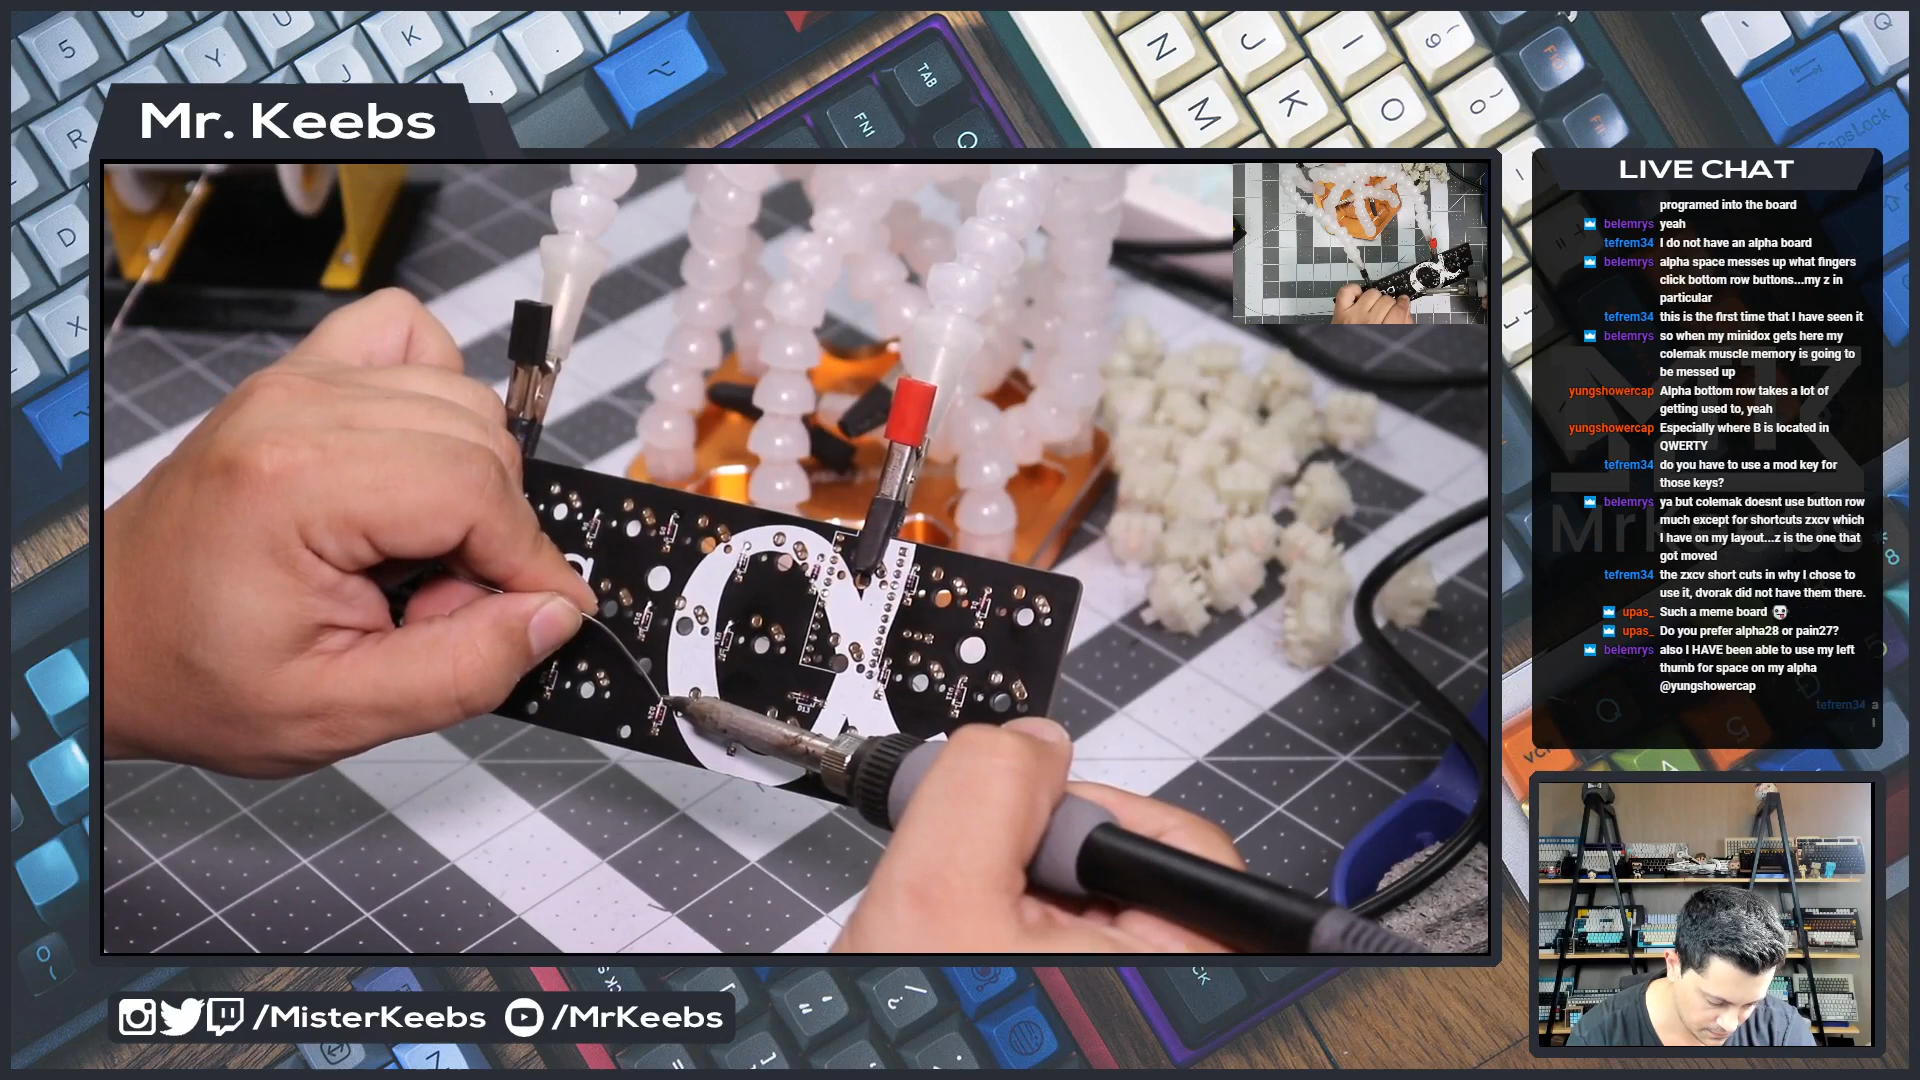 Mr. Keebs
LIVE CHAT
programed into the board
belemrys yeah
tefrem34 I do not have an alpha board
belemrys alpha space messes up what fingers
click bottom row buttons...my z in
particular
tefrem34 this is the first time that I have seen it
belemrys so when my minidox gets here my
colemak muscle memory is going to
be messed up
yungshowercap Alpha bottom row takes a lot of
getting used to, yeah
yungshowercap Especially where B is located in
QWERTY
tefrem34 do you have to use a mod key for
those keys?
belemrys ya but colemak doesnt use button row
much except for shortcuts zxcv which
I have on my layout...z is the one that
got moved
tefrem34 the zxcv short cuts in why I chose to
use it, dvorak did not have them there.
upas_ Such a meme board
upas_ Do you prefer alpha28 or pain27?
belemrys also I HAVE been able to use my left
thumb for space on my alpha
@yungshowercap
tefrem34 a
MrKeebs
/MisterKeebs
/MrKeebs
TAB
FN1
N
J
I
M
K
O
CapsLock
5
Y
U
K
J
R
D
X
Z